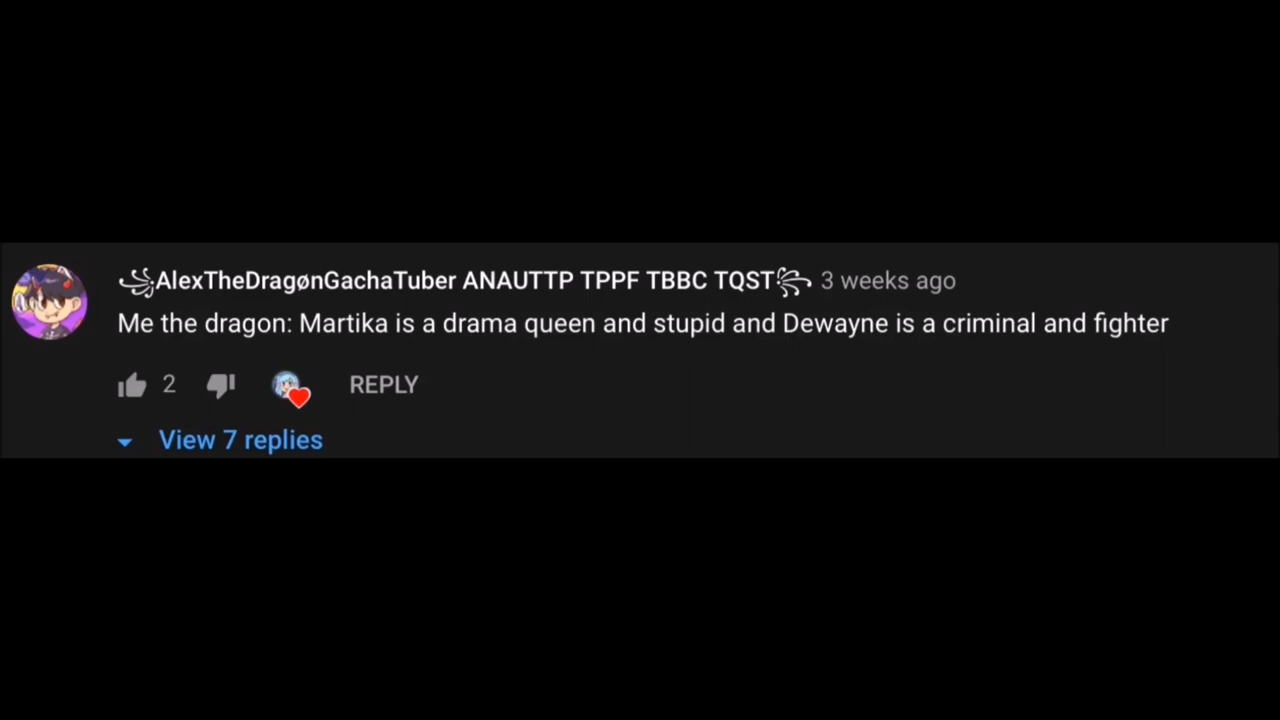 ꧁AlexTheDragønGachaTuber ANAUTTP TPPF TBBC TQST꧂ 3 weeks ago
Me the dragon: Martika is a drama queen and stupid and Dewayne is a criminal and fighter
2 REPLY
View 7 replies